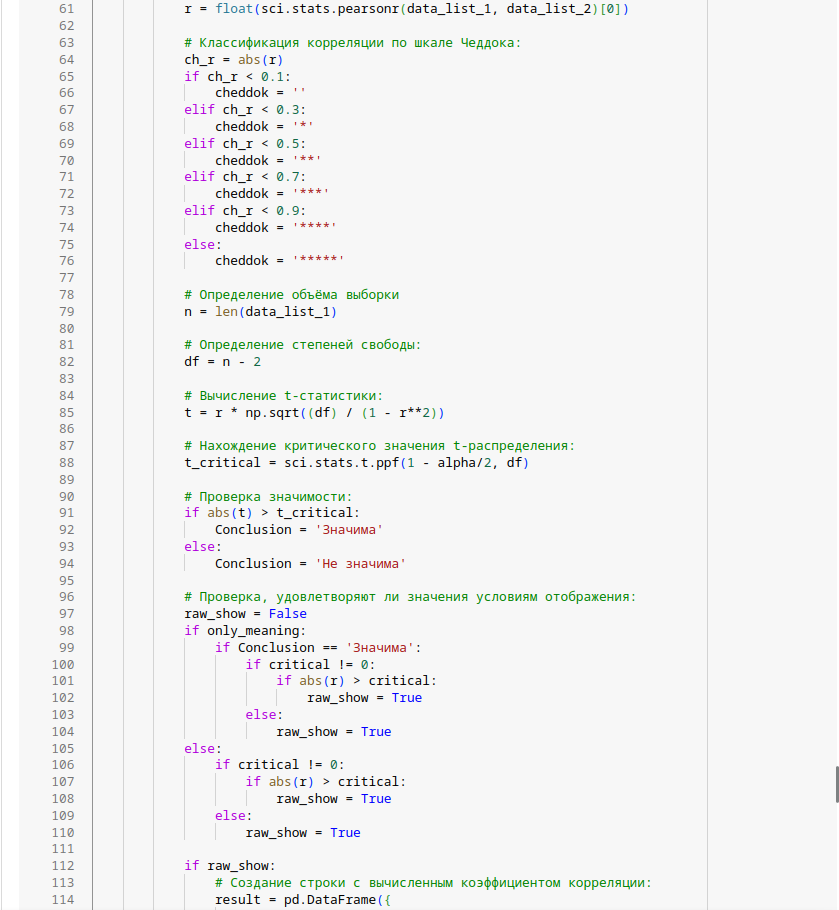 61 r = float(sci.stats.pearsonr(data_list_1, data_list_2)[0])
62
63 # Классификация корреляции по шкале Чеддока:
64 ch_r = abs(r)
65 if ch_r < 0.1:
66 cheddok = ''
67 elif ch_r < 0.3:
68 cheddok = '*'
69 elif ch_r < 0.5:
70 cheddok = '**'
71 elif ch_r < 0.7:
72 cheddok = '***'
73 elif ch_r < 0.9:
74 cheddok = '****'
75 else:
76 cheddok = '*****'
77
78 # Определение объёма выборки
79 n = len(data_list_1)
80
81 # Определение степеней свободы:
82 df = n - 2
83
84 # Вычисление t-статистики:
85 t = r * np.sqrt((df) / (1 - r**2))
86
87 # Нахождение критического значения t-распределения:
88 t_critical = sci.stats.t.ppf(1 - alpha/2, df)
89
90 # Проверка значимости:
91 if abs(t) > t_critical:
92 Conclusion = 'Значима'
93 else:
94 Conclusion = 'Не значима'
95
96 # Проверка, удовлетворяют ли значения условиям отображения:
97 raw_show = False
98 if only_meaning:
99 if Conclusion == 'Значима':
100 if critical != 0:
101 if abs(r) > critical:
102 raw_show = True
103 else:
104 raw_show = True
105 else:
106 if critical != 0:
107 if abs(r) > critical:
108 raw_show = True
109 else:
110 raw_show = True
111
112 if raw_show:
113 # Создание строки с вычисленным коэффициентом корреляции:
114 result = pd.DataFrame({